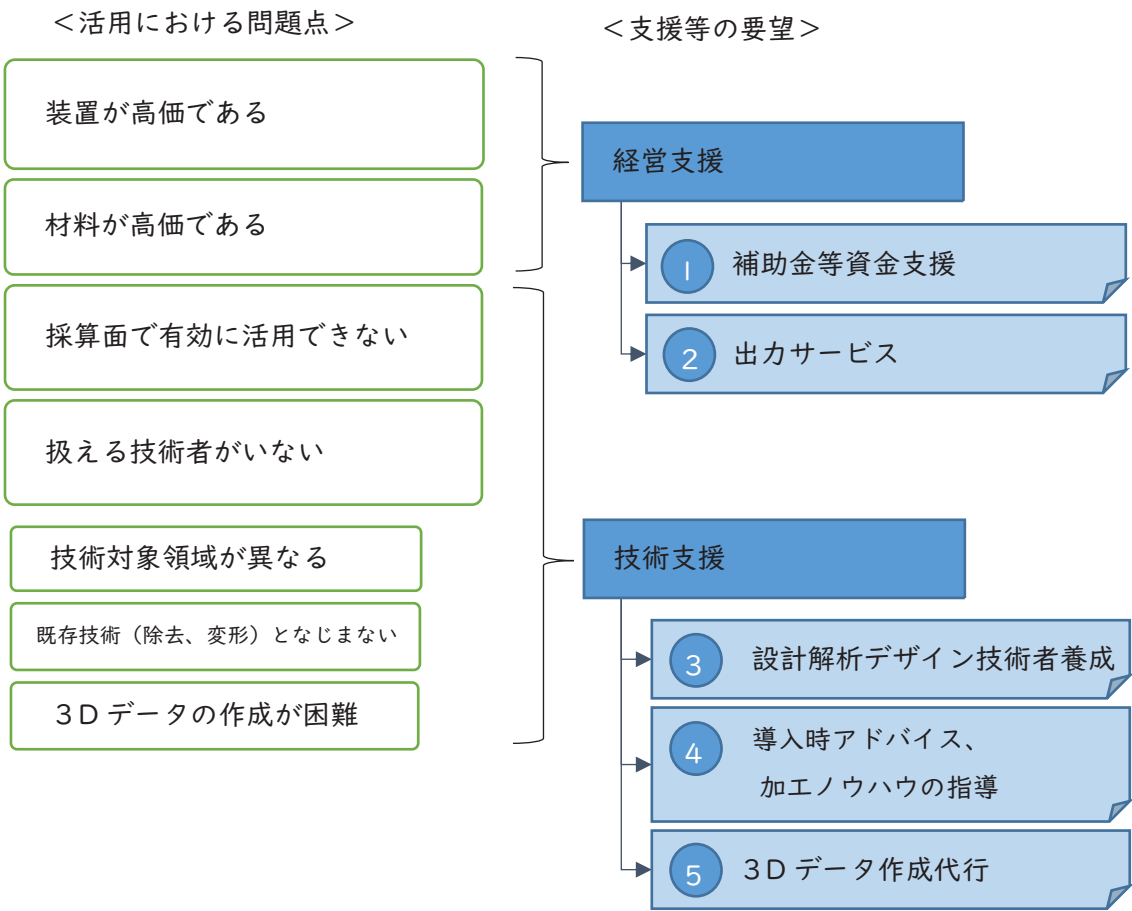 ＜活用における問題点＞
装置が高価である
材料が高価である
採算面で有効に活用できない
扱える技術者がいない
技術対象領域が異なる
既存技術（除去、変形）となじまない
３Ｄデータの作成が困難
＜支援等の要望＞
経営支援
1 補助金等資金支援
2 出力サービス
技術支援
3 設計解析デザイン技術者養成
4 導入時アドバイス、
加工ノウハウの指導
5 ３Ｄデータ作成代行